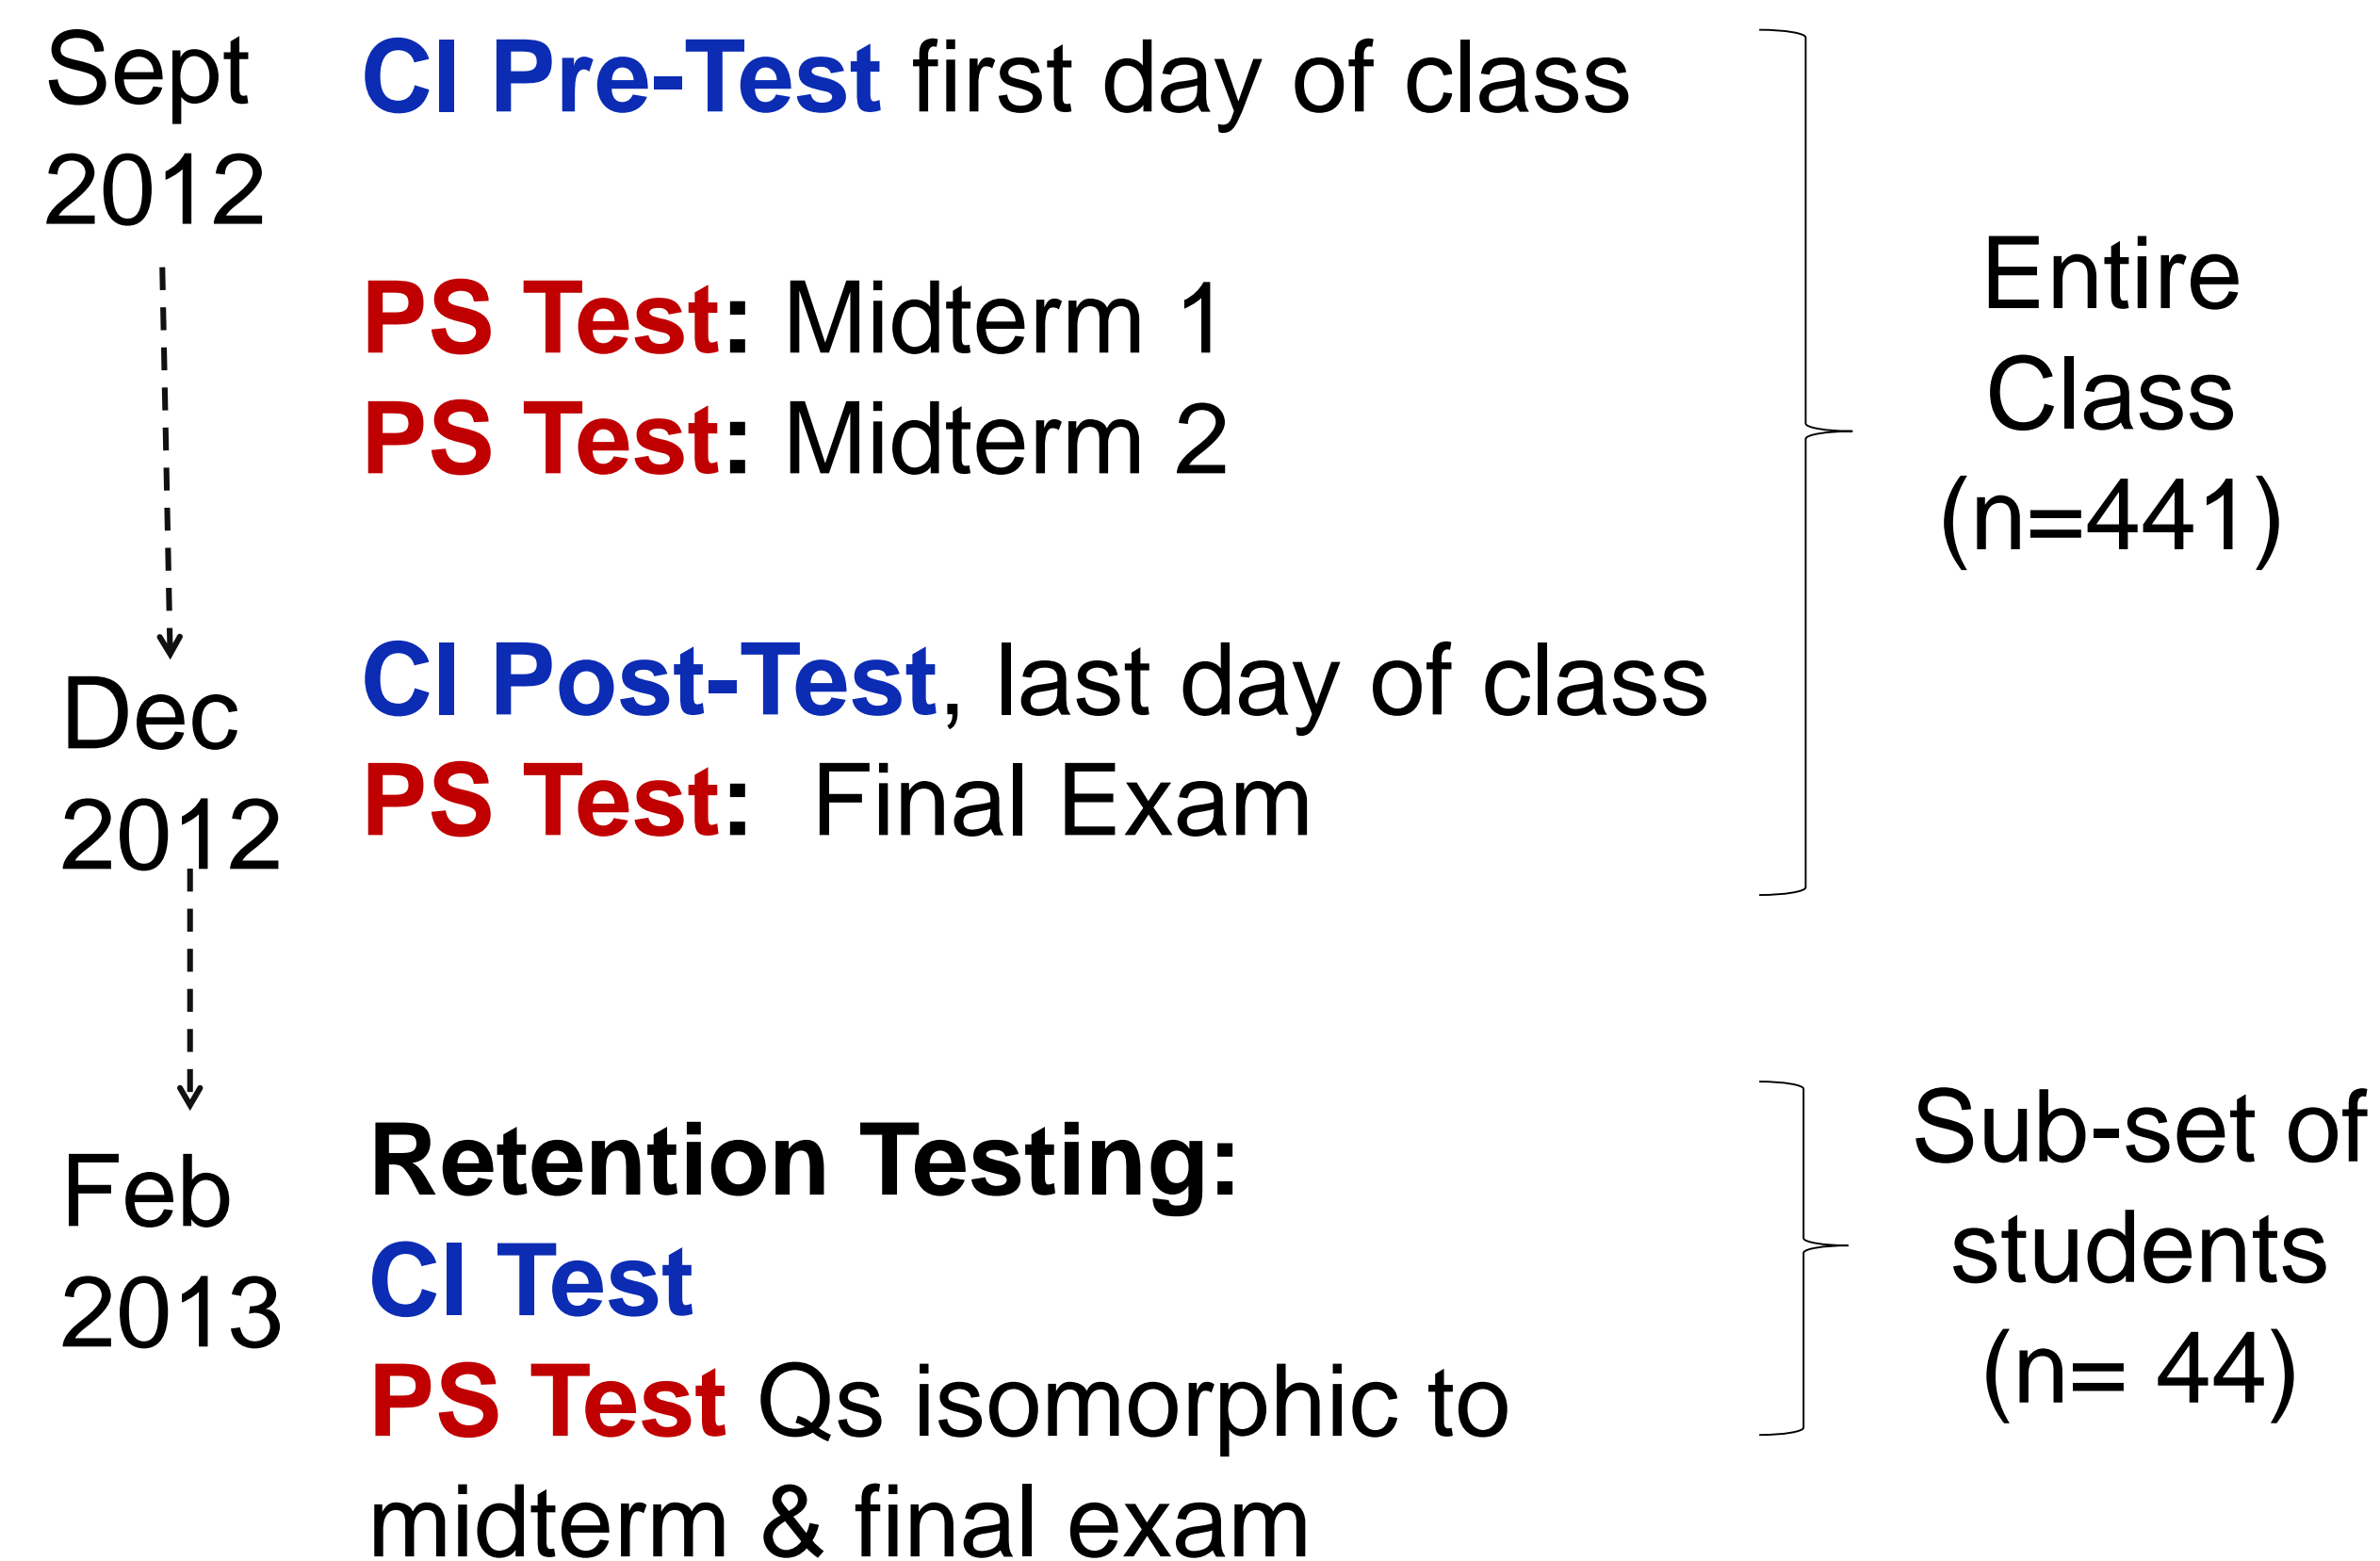 Sept
2012
CI Pre-Test first day of class
PS Test: Midterm 1
PS Test: Midterm 2
Entire
Class
(n=441)
Dec
2012
CI Post-Test, last day of class
PS Test: Final Exam
Feb
2013
Retention Testing:
CI Test
PS Test Qs isomorphic to
midterm & final exam
Sub-set of
students
(n= 44)